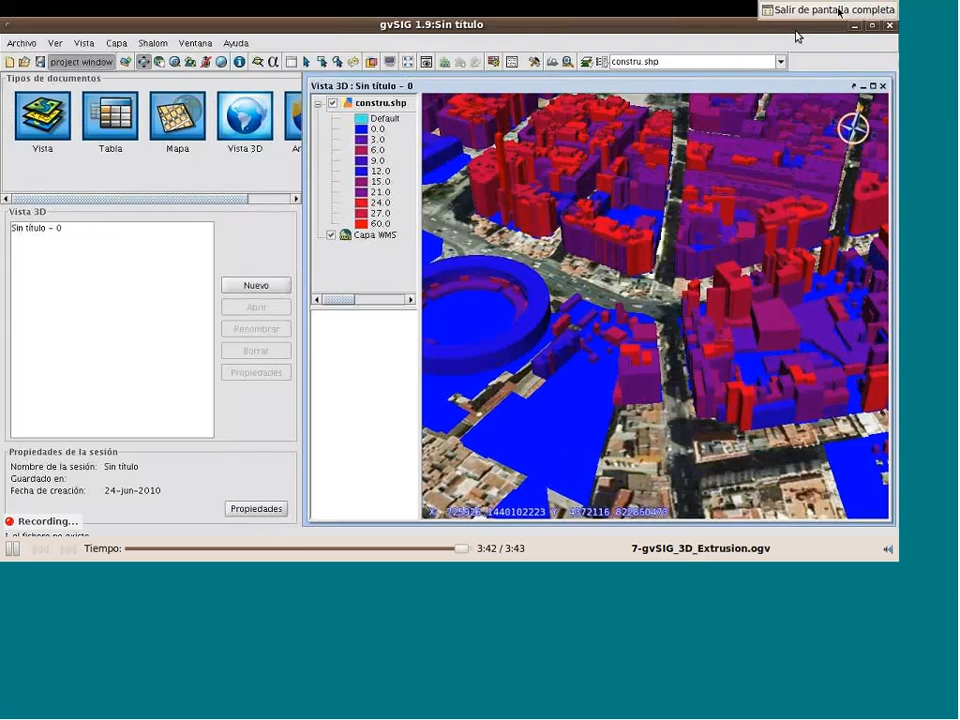 Salir de pantalla completa
gvSIG 1.9:Sin título
Archivo Ver Vista Capa Shalom Ventana Ayuda
project window
constru.shp
Tipos de documentos
Vista Tabla Mapa Vista 3D
Vista 3D
Sin título - 0
Nuevo
Abrir
Renombrar
Borrar
Propiedades
Propiedades de la sesión
Nombre de la sesión: Sin título
Guardado en:
Fecha de creación: 24-jun-2010
Propiedades
Recording...
Vista 3D : Sin título - 0
constru.shp
Default
0.0
3.0
6.0
9.0
12.0
15.0
21.0
24.0
27.0
60.0
Capa WMS
Tiempo: 3:42 / 3:43 7-gvSIG_3D_Extrusion.ogv